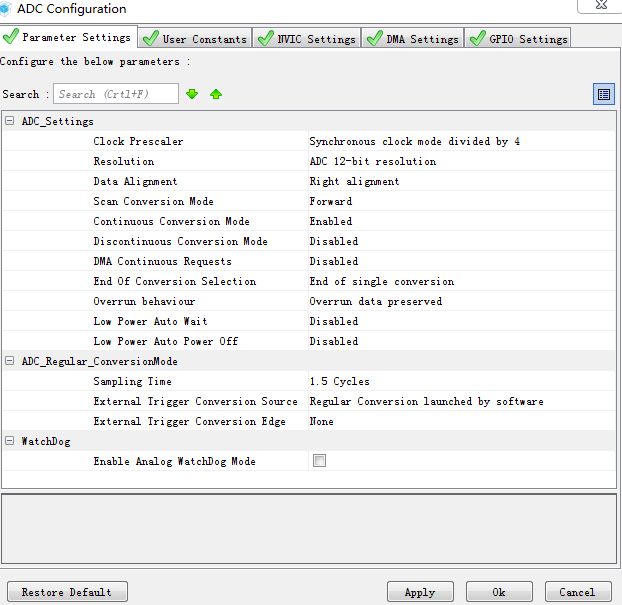 ADC Configuration
Parameter Settings User Constants NVIC Settings DMA Settings GPIO Settings
Configure the below parameters :
Search : Search (Crtl+F)
ADC_Settings
Clock Prescaler Synchronous clock mode divided by 4
Resolution ADC 12-bit resolution
Data Alignment Right alignment
Scan Conversion Mode Forward
Continuous Conversion Mode Enabled
Discontinuous Conversion Mode Disabled
DMA Continuous Requests Disabled
End Of Conversion Selection End of single conversion
Overrun behaviour Overrun data preserved
Low Power Auto Wait Disabled
Low Power Auto Power Off Disabled
ADC_Regular_ConversionMode
Sampling Time 1.5 Cycles
External Trigger Conversion Source Regular Conversion launched by software
External Trigger Conversion Edge None
WatchDog
Enable Analog WatchDog Mode
Restore Default Apply Ok Cancel